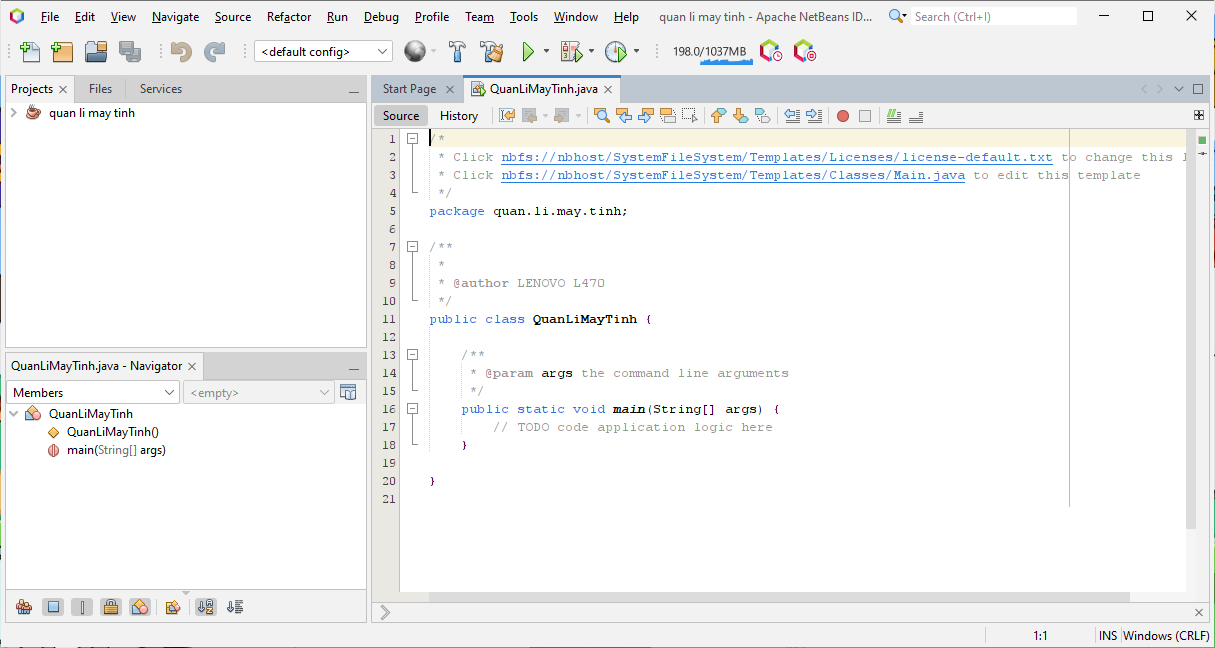 File Edit View Navigate Source Refactor Run Debug Profile Team Tools Window Help quan li may tinh - Apache NetBeans ID... Search (Ctrl+I)
<default config> 198.0/1037MB
Projects Files Services
quan li may tinh
Start Page QuanLiMayTinh.java
Source History
1 /*
2 * Click nbfs://nbhost/SystemFileSystem/Templates/Licenses/license-default.txt to change this l
3 * Click nbfs://nbhost/SystemFileSystem/Templates/Classes/Main.java to edit this template
4 */
5 package quan.li.may.tinh;
6
7 /**
8 *
9 * @author LENOVO L470
10 */
11 public class QuanLiMayTinh {
12
13 /**
14 * @param args the command line arguments
15 */
16 public static void main(String[] args) {
17 // TODO code application logic here
18 }
19
20 }
21
QuanLiMayTinh.java - Navigator
Members <empty>
QuanLiMayTinh
QuanLiMayTinh()
main(String[] args)
1:1 INS Windows (CRLF)